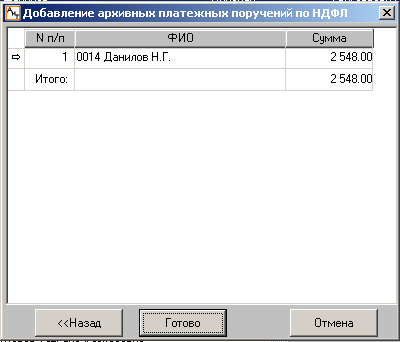 Добавление архивных платежных поручений по НДФЛ
N п/п ФИО Сумма
1 0014 Данилов Н.Г. 2 548.00
Итого: 2 548.00
<<Назад Готово Отмена